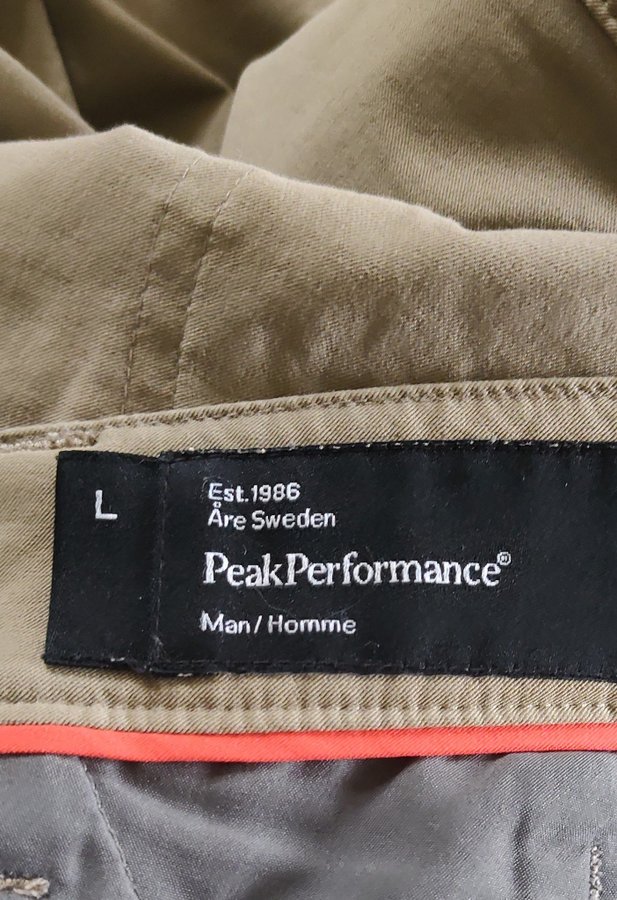 L
Est.1986
Åre Sweden
PeakPerformance®
Man/Homme